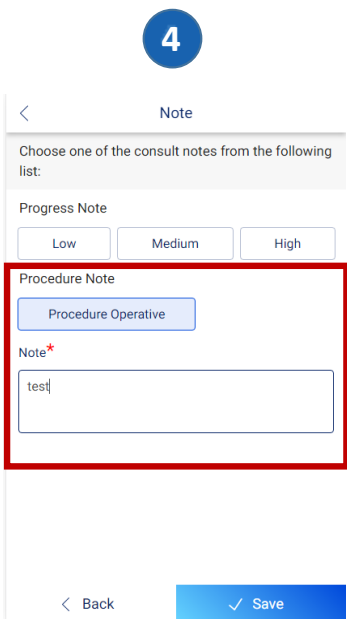 4
Note
Choose one of the consult notes from the following
list:
Progress Note
Low Medium High
Procedure Note
Procedure Operative
Note*
test
Back Save